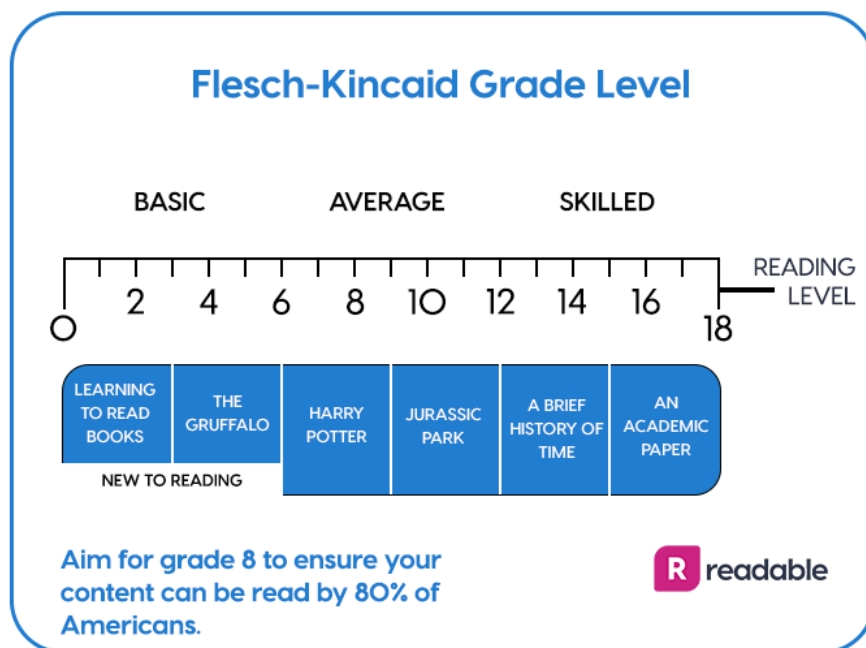 Flesch-Kincaid Grade Level
BASIC AVERAGE SKILLED
READING
LEVEL
0 2 4 6 8 10 12 14 16 18
LEARNING
TO READ
BOOKS
THE
GRUFFALO
HARRY
POTTER
JURASSIC
PARK
A BRIEF
HISTORY OF
TIME
AN
ACADEMIC
PAPER
NEW TO READING
Aim for grade 8 to ensure your
content can be read by 80% of
Americans.
R readable